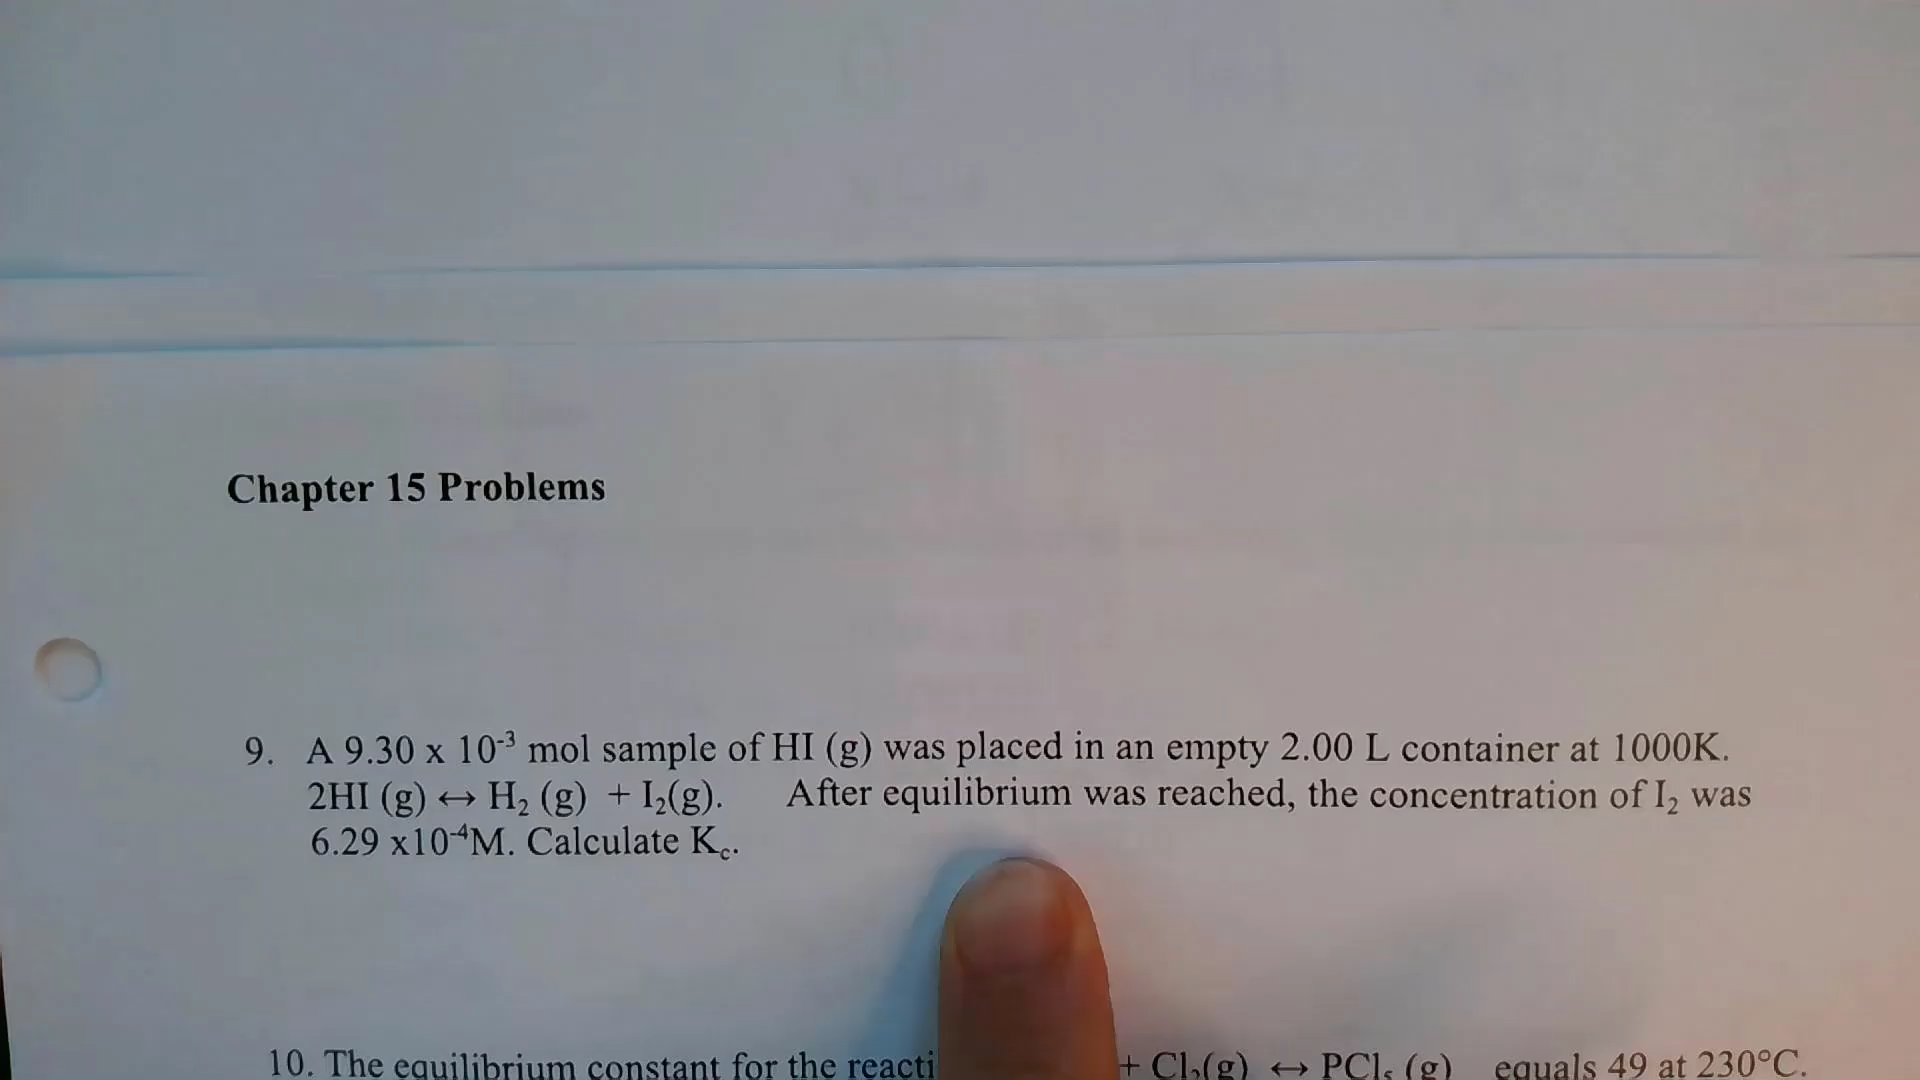 Chapter 15 Problems
9. A 9.30 x 10⁻³ mol sample of HI (g) was placed in an empty 2.00 L container at 1000K.
2HI (g) ↔ H₂ (g) + I₂(g). After equilibrium was reached, the concentration of I₂ was
6.29 x10⁻⁴M. Calculate K꜀.
10. The equilibrium constant for the + Cl₂(g) ↔ PCl₅ (g) equals 49 at 230°C.